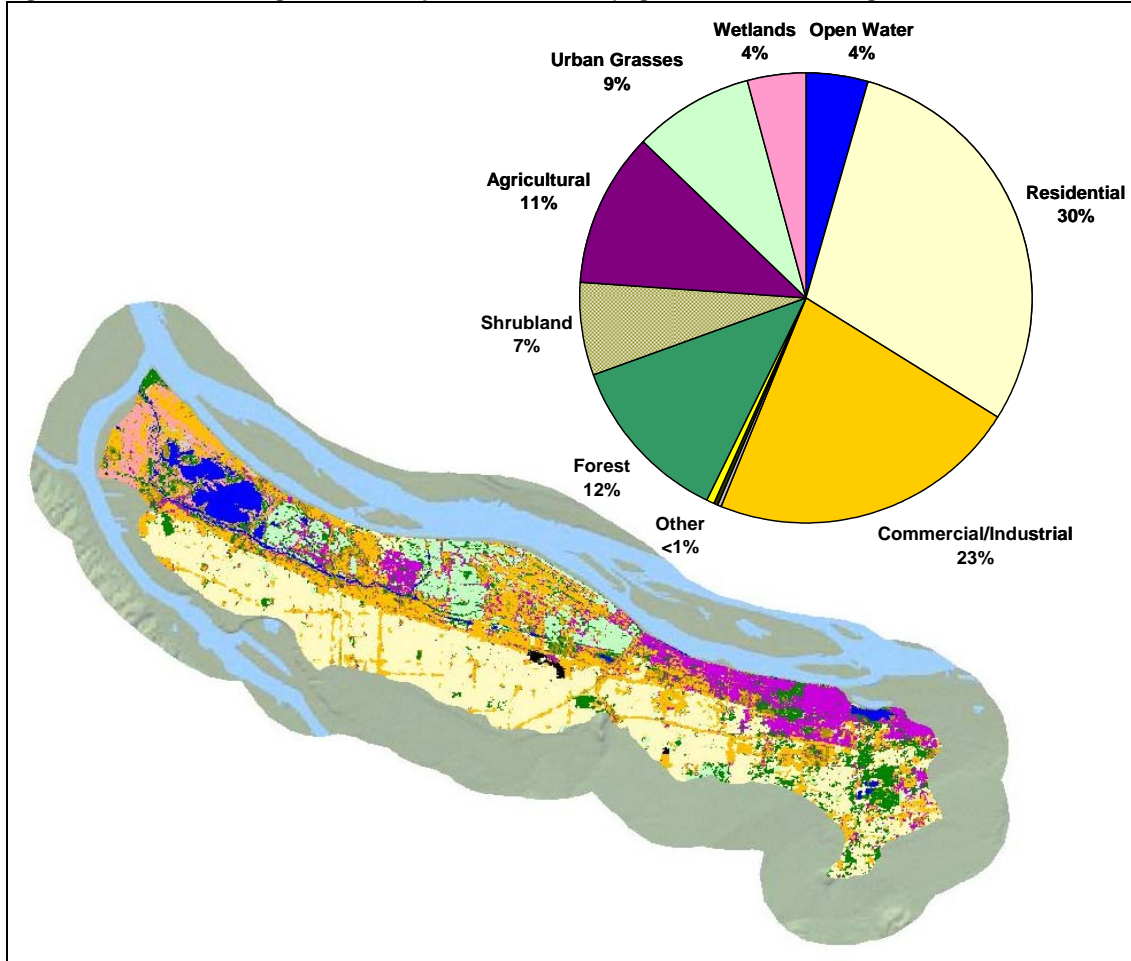 Wetlands
4%
Open Water
4%
Urban Grasses
9%
Residential
30%
Agricultural
11%
Shrubland
7%
Forest
12%
Other
<1%
Commercial/Industrial
23%